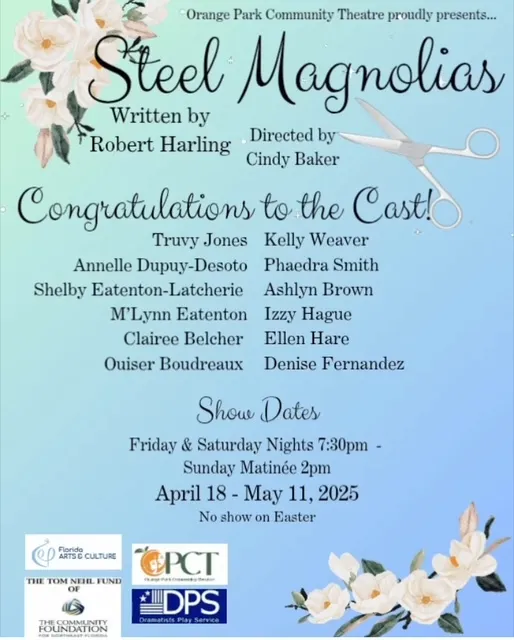 Orange Park Community Theatre proudly presents...
Steel Magnolias
Written by
Robert Harling
Directed by
Cindy Baker
Congratulations to the Cast!
Truvy Jones Kelly Weaver
Annelle Dupuy-Desoto Phaedra Smith
Shelby Eatenton-Latcherie Ashlyn Brown
M'Lynn Eatenton Izzy Hague
Clairee Belcher Ellen Hare
Ouiser Boudreaux Denise Fernandez
Show Dates
Friday & Saturday Nights 7:30pm -
Sunday Matinée 2pm
April 18 - May 11, 2025
No show on Easter
Florida
ARTS & CULTURE
OPCT
Orange Park Community Theatre
THE TOM NEHL FUND
OF
THE COMMUNITY
FOUNDATION
FOR NORTHEAST FLORIDA
DPS
Dramatists Play Service